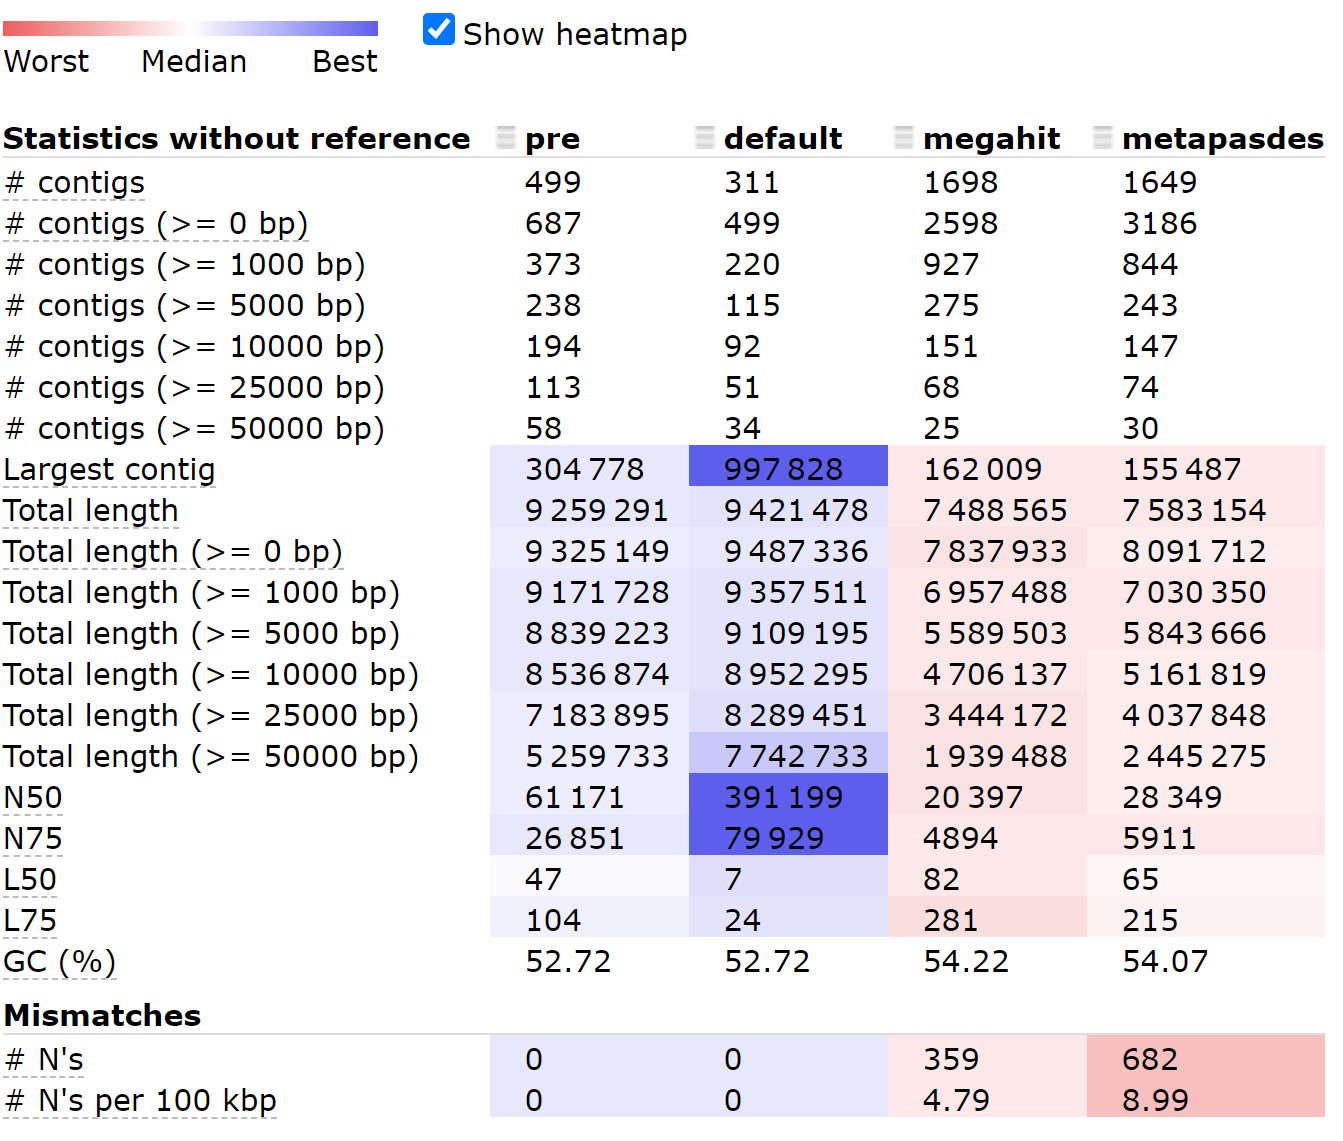 Show heatmap
Worst Median Best
Statistics without reference pre default megahit metapasdes
# contigs 499 311 1698 1649
# contigs (>= 0 bp) 687 499 2598 3186
# contigs (>= 1000 bp) 373 220 927 844
# contigs (>= 5000 bp) 238 115 275 243
# contigs (>= 10000 bp) 194 92 151 147
# contigs (>= 25000 bp) 113 51 68 74
# contigs (>= 50000 bp) 58 34 25 30
Largest contig 304 778 997 828 162 009 155 487
Total length 9 259 291 9 421 478 7 488 565 7 583 154
Total length (>= 0 bp) 9 325 149 9 487 336 7 837 933 8 091 712
Total length (>= 1000 bp) 9 171 728 9 357 511 6 957 488 7 030 350
Total length (>= 5000 bp) 8 839 223 9 109 195 5 589 503 5 843 666
Total length (>= 10000 bp) 8 536 874 8 952 295 4 706 137 5 161 819
Total length (>= 25000 bp) 7 183 895 8 289 451 3 444 172 4 037 848
Total length (>= 50000 bp) 5 259 733 7 742 733 1 939 488 2 445 275
N50 61 171 391 199 20 397 28 349
N75 26 851 79 929 4894 5911
L50 47 7 82 65
L75 104 24 281 215
GC (%) 52.72 52.72 54.22 54.07
Mismatches
# N's 0 0 359 682
# N's per 100 kbp 0 0 4.79 8.99